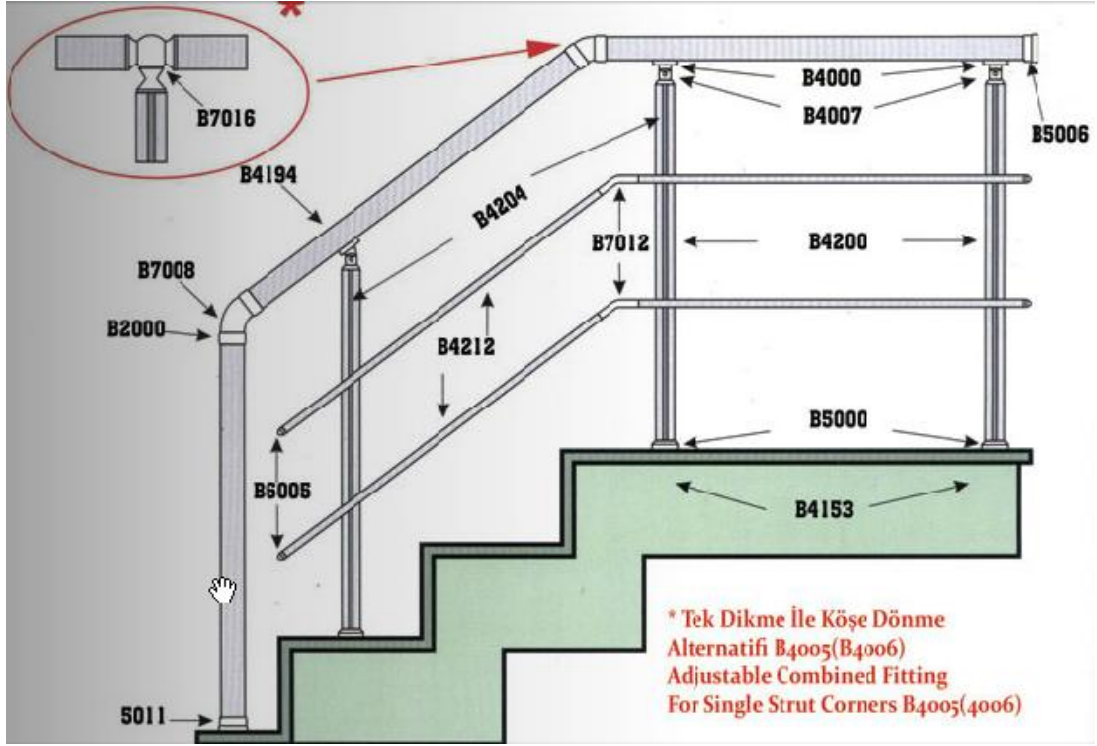 *
B7016
B4000
B4007
B5006
B4194
B4204
B7012
B4200
B7008
B2000
B4212
B5000
B6005
B4153
5011
* Tek Dikme İle Köşe Dönme
Alternatifi B4005(B4006)
Adjustable Combined Fitting
For Single Strut Corners B4005(4006)